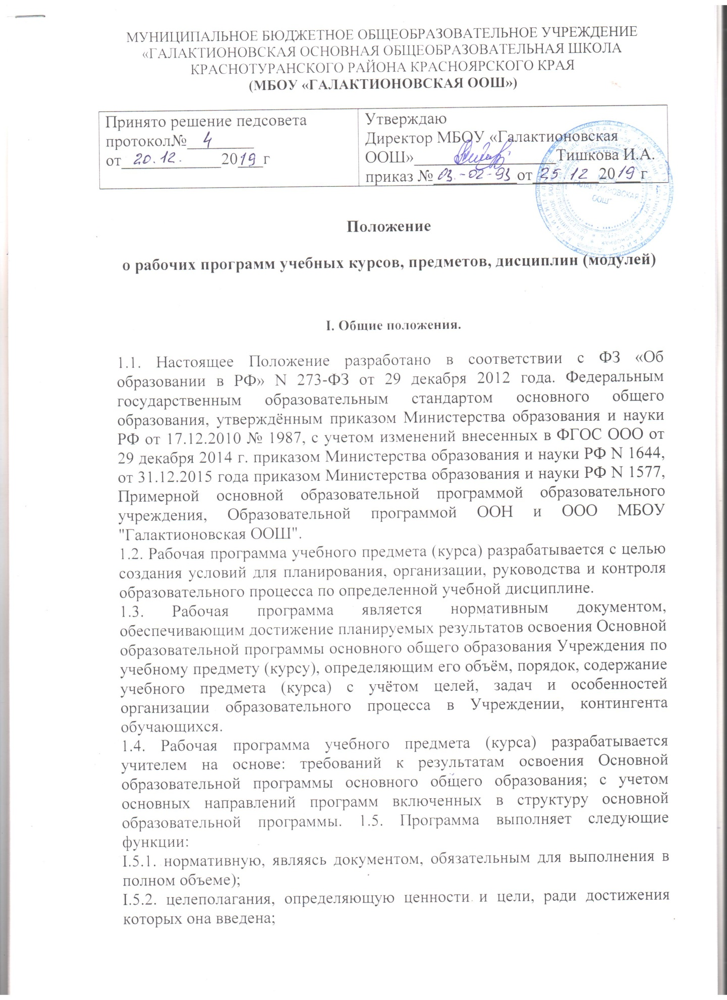 МУНИЦИПАЛЬНОЕ БЮДЖЕТНОЕ ОБЩЕОБРАЗОВАТЕЛЬНОЕ УЧРЕЖДЕНИЕ
«ГАЛАКТИОНОВСКАЯ ОСНОВНАЯ ОБЩЕОБРАЗОВАТЕЛЬНАЯ ШКОЛА
КРАСНОТУРАНСКОГО РАЙОНА КРАСНОЯРСКОГО КРАЯ
(МБОУ «ГАЛАКТИОНОВСКАЯ ООШ»)
Принято решение педсовета
протокол№ 4
от 20.12. 2019 г
Утверждаю
Директор МБОУ «Галактионовская
ООШ» Тишкова И.А.
приказ № 03.-02-93 от 25.12 2019 г
ГАЛАКТИОНОВСКАЯ
ООШ"
Положение
о рабочих программ учебных курсов, предметов, дисциплин (модулей)
I. Общие положения.
1.1. Настоящее Положение разработано в соответствии с ФЗ «Об
образовании в РФ» N 273-ФЗ от 29 декабря 2012 года. Федеральным
государственным образовательным стандартом основного общего
образования, утверждённым приказом Министерства образования и науки
РФ от 17.12.2010 № 1987, с учетом изменений внесенных в ФГОС ООО от
29 декабря 2014 г. приказом Министерства образования и науки РФ N 1644,
от 31.12.2015 года приказом Министерства образования и науки РФ N 1577,
Примерной основной образовательной программой образовательного
учреждения, Образовательной программой ООН и ООО МБОУ
"Галактионовская ООШ".
1.2. Рабочая программа учебного предмета (курса) разрабатывается с целью
создания условий для планирования, организации, руководства и контроля
образовательного процесса по определенной учебной дисциплине.
1.3. Рабочая программа является нормативным документом,
обеспечивающим достижение планируемых результатов освоения Основной
образовательной программы основного общего образования Учреждения по
учебному предмету (курсу), определяющим его объём, порядок, содержание
учебного предмета (курса) с учётом целей, задач и особенностей
организации образовательного процесса в Учреждении, контингента
обучающихся.
1.4. Рабочая программа учебного предмета (курса) разрабатывается
учителем на основе: требований к результатам освоения Основной
образовательной программы основного общего образования; с учетом
основных направлений программ включенных в структуру основной
образовательной программы. 1.5. Программа выполняет следующие
функции:
I.5.1. нормативную, являясь документом, обязательным для выполнения в
полном объеме);
I.5.2. целеполагания, определяющую ценности и цели, ради достижения
которых она введена;